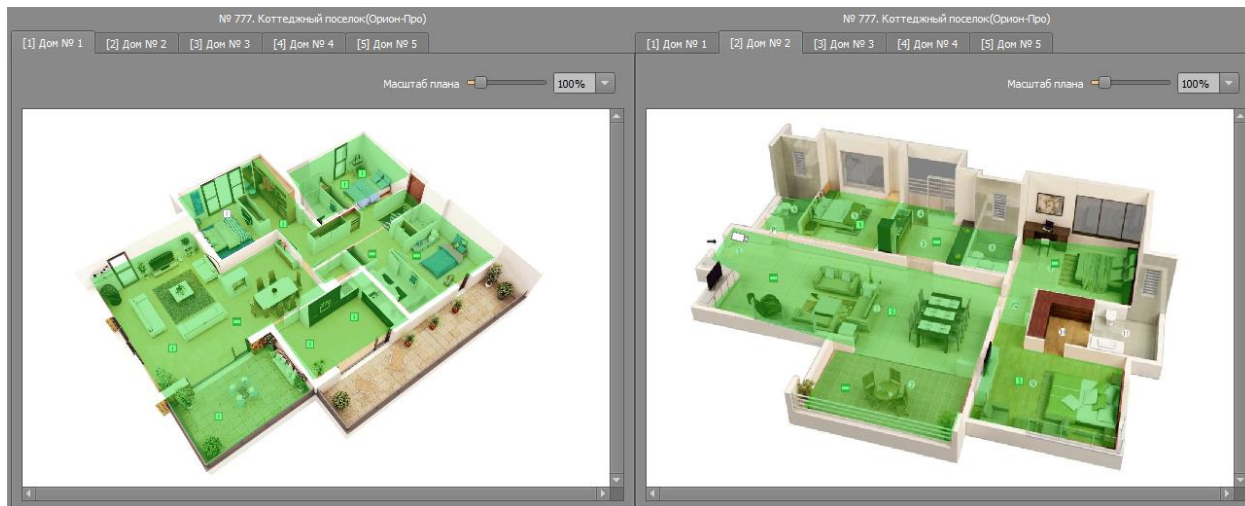 № 777. Коттеджный поселок(Орион-Про)
[1] Дом № 1 [2] Дом № 2 [3] Дом № 3 [4] Дом № 4 [5] Дом № 5
Масштаб плана 100%
№ 777. Коттеджный поселок(Орион-Про)
[1] Дом № 1 [2] Дом № 2 [3] Дом № 3 [4] Дом № 4 [5] Дом № 5
Масштаб плана 100%